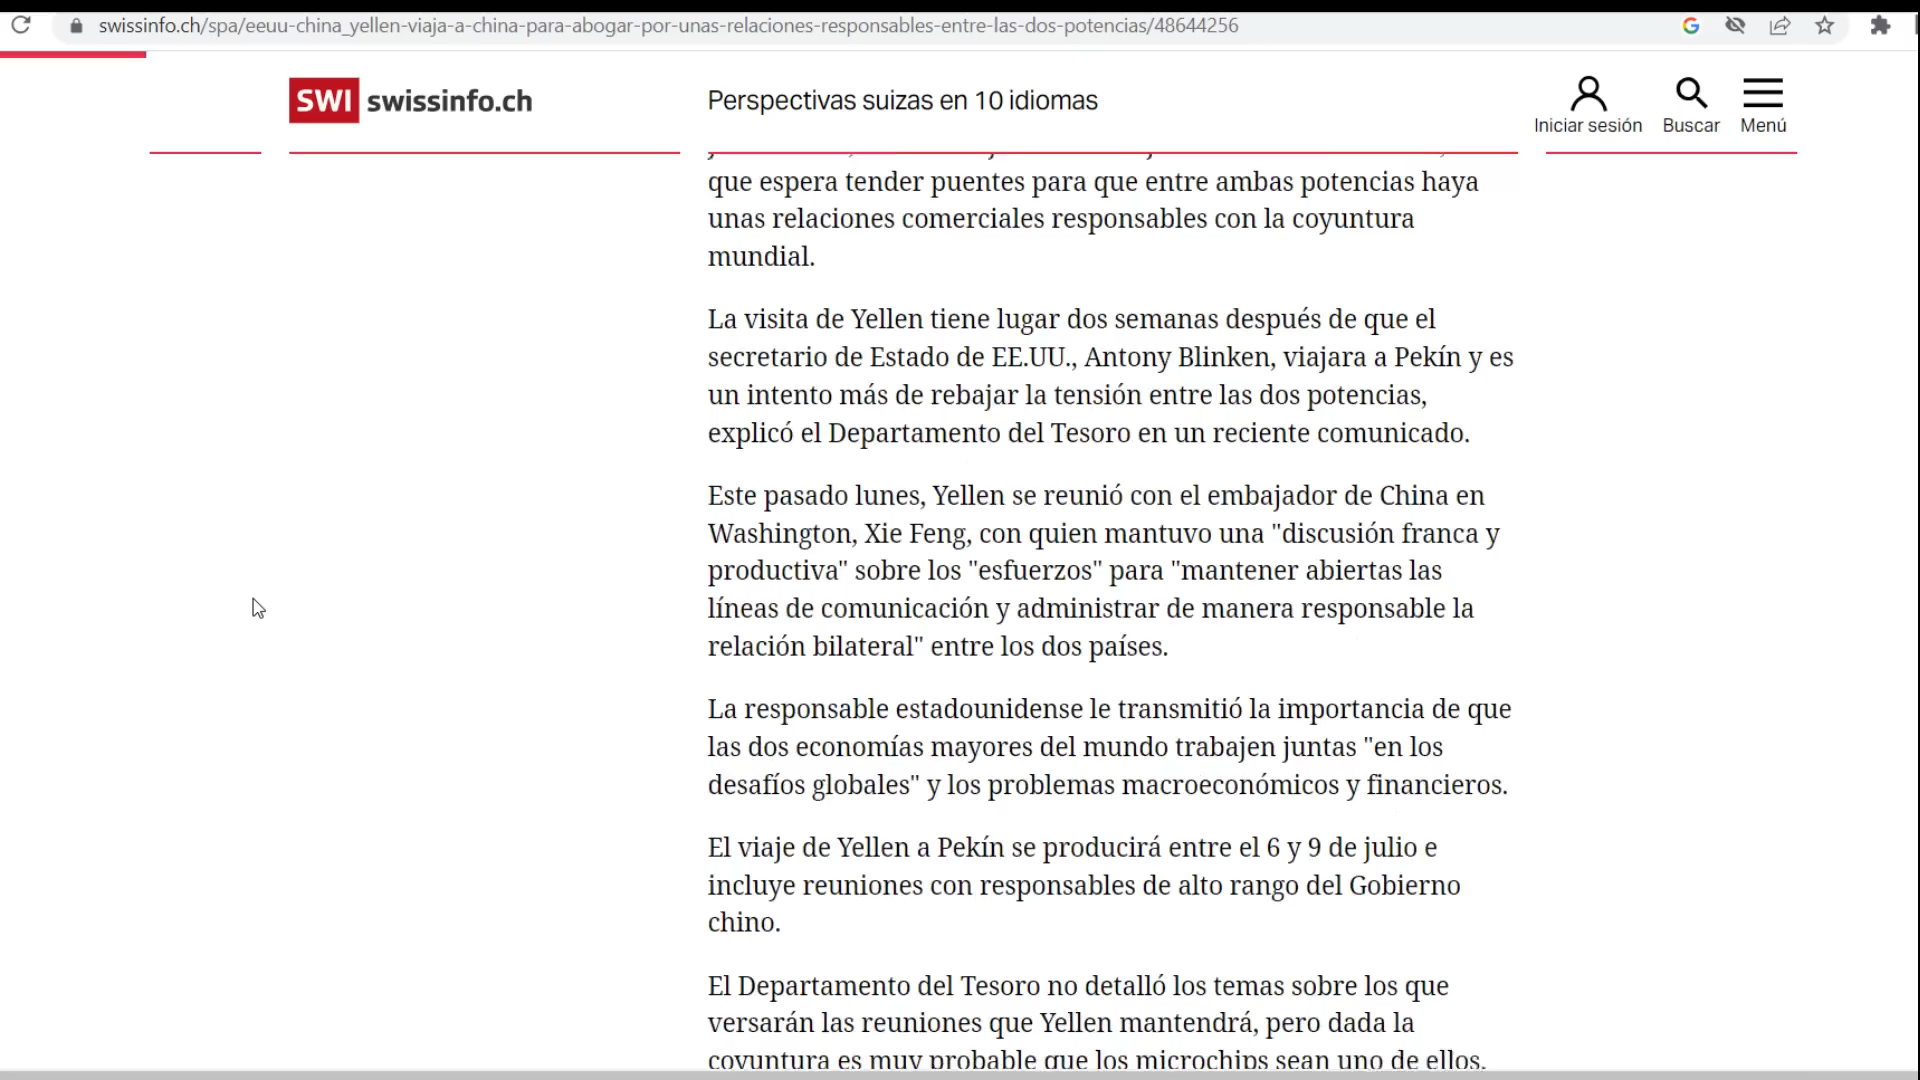 swissinfo.ch/spa/eeuu-china_yellen-viaja-a-china-para-abogar-por-unas-relaciones-responsables-entre-las-dos-potencias/48644256
SWI swissinfo.ch
Perspectivas suizas en 10 idiomas
Iniciar sesión
Buscar
Menú
que espera tender puentes para que entre ambas potencias haya
unas relaciones comerciales responsables con la coyuntura
mundial.
La visita de Yellen tiene lugar dos semanas después de que el
secretario de Estado de EE.UU., Antony Blinken, viajara a Pekín y es
un intento más de rebajar la tensión entre las dos potencias,
explicó el Departamento del Tesoro en un reciente comunicado.
Este pasado lunes, Yellen se reunió con el embajador de China en
Washington, Xie Feng, con quien mantuvo una "discusión franca y
productiva" sobre los "esfuerzos" para "mantener abiertas las
líneas de comunicación y administrar de manera responsable la
relación bilateral" entre los dos países.
La responsable estadounidense le transmitió la importancia de que
las dos economías mayores del mundo trabajen juntas "en los
desafíos globales" y los problemas macroeconómicos y financieros.
El viaje de Yellen a Pekín se producirá entre el 6 y 9 de julio e
incluye reuniones con responsables de alto rango del Gobierno
chino.
El Departamento del Tesoro no detalló los temas sobre los que
versarán las reuniones que Yellen mantendrá, pero dada la
coyuntura es muy probable que los microchips sean uno de ellos.